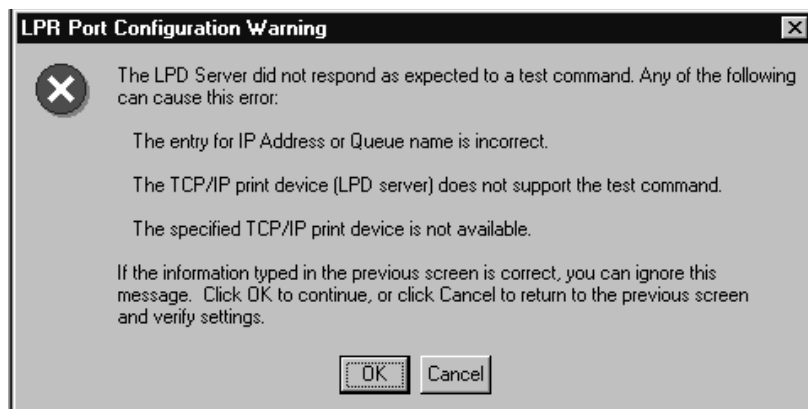 LPR Port Configuration Warning
The LPD Server did not respond as expected to a test command. Any of the following
can cause this error:
The entry for IP Address or Queue name is incorrect.
The TCP/IP print device (LPD server) does not support the test command.
The specified TCP/IP print device is not available.
If the information typed in the previous screen is correct, you can ignore this
message. Click OK to continue, or click Cancel to return to the previous screen
and verify settings.
OK
Cancel